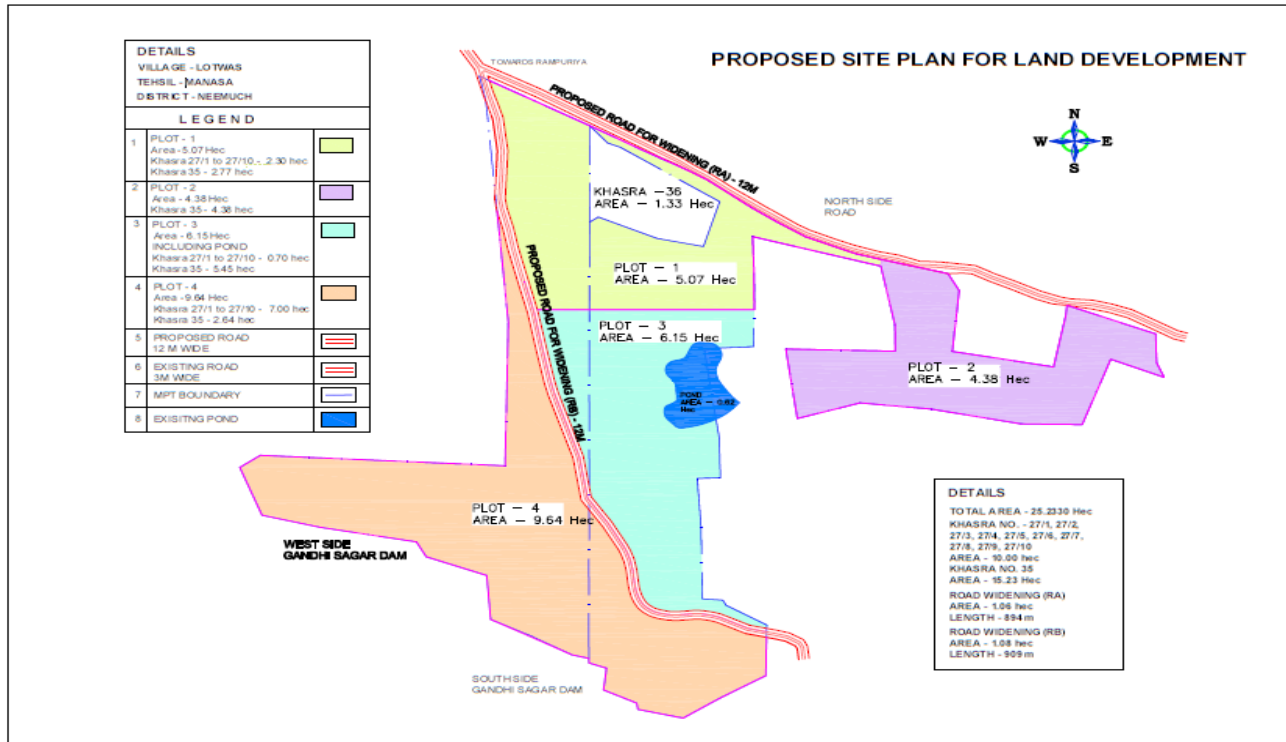 PROPOSED SITE PLAN FOR LAND DEVELOPMENT
DETAILS
VILLAGE - LOTWAS
TEHSIL - MANASA
DISTRICT - NEEMUCH
LEGEND
1
PLOT - 1
Area -5.07 Hec
Khasra 27/1 to 27/10 - 2.30 hec
Khasra 35 - 2.77 hec
2
PLOT - 2
Area - 4.38 Hec
Khasra 35 - 4.38 hec
3
PLOT - 3
Area - 6.15 Hec
INCLUDING POND
Khasra 27/1 to 27/10 - 0.70 hec
Khasra 35 - 5.45 hec
4
PLOT - 4
Area -9.64 Hec
Khasra 27/1 to 27/10 - 7.00 hec
Khasra 35 - 2.64 hec
5
PROPOSED ROAD
12 M WIDE
6
EXISTING ROAD
3M WIDE
7
MPT BOUNDARY
8
EXISITNG POND
TOWARDS RAMPURIYA
PROPOSED ROAD FOR WIDENING (RA) - 12M
N
W
E
S
KHASRA - 36
AREA - 1.33 Hec
NORTH SIDE
ROAD
PLOT - 1
AREA - 5.07 Hec
PROPOSED ROAD FOR WIDENING (RB) - 12M
PLOT - 3
AREA - 6.15 Hec
PLOT - 2
AREA - 4.38 Hec
POND
AREA - 0.62
Hec
PLOT - 4
AREA - 9.64 Hec
WEST SIDE
GANDHI SAGAR DAM
SOUTH SIDE
GANDHI SAGAR DAM
DETAILS
TOTAL AREA - 25.2330 Hec
KHASRA NO. - 27/1, 27/2,
27/3, 27/4, 27/5, 27/6, 27/7,
27/8, 27/9, 27/10
AREA - 10.00 hec
KHASRA NO. 35
AREA - 15.23 Hec
ROAD WIDENING (RA)
AREA - 1.06 hec
LENGTH - 894 m
ROAD WIDENING (RB)
AREA - 1.08 hec
LENGTH - 909 m